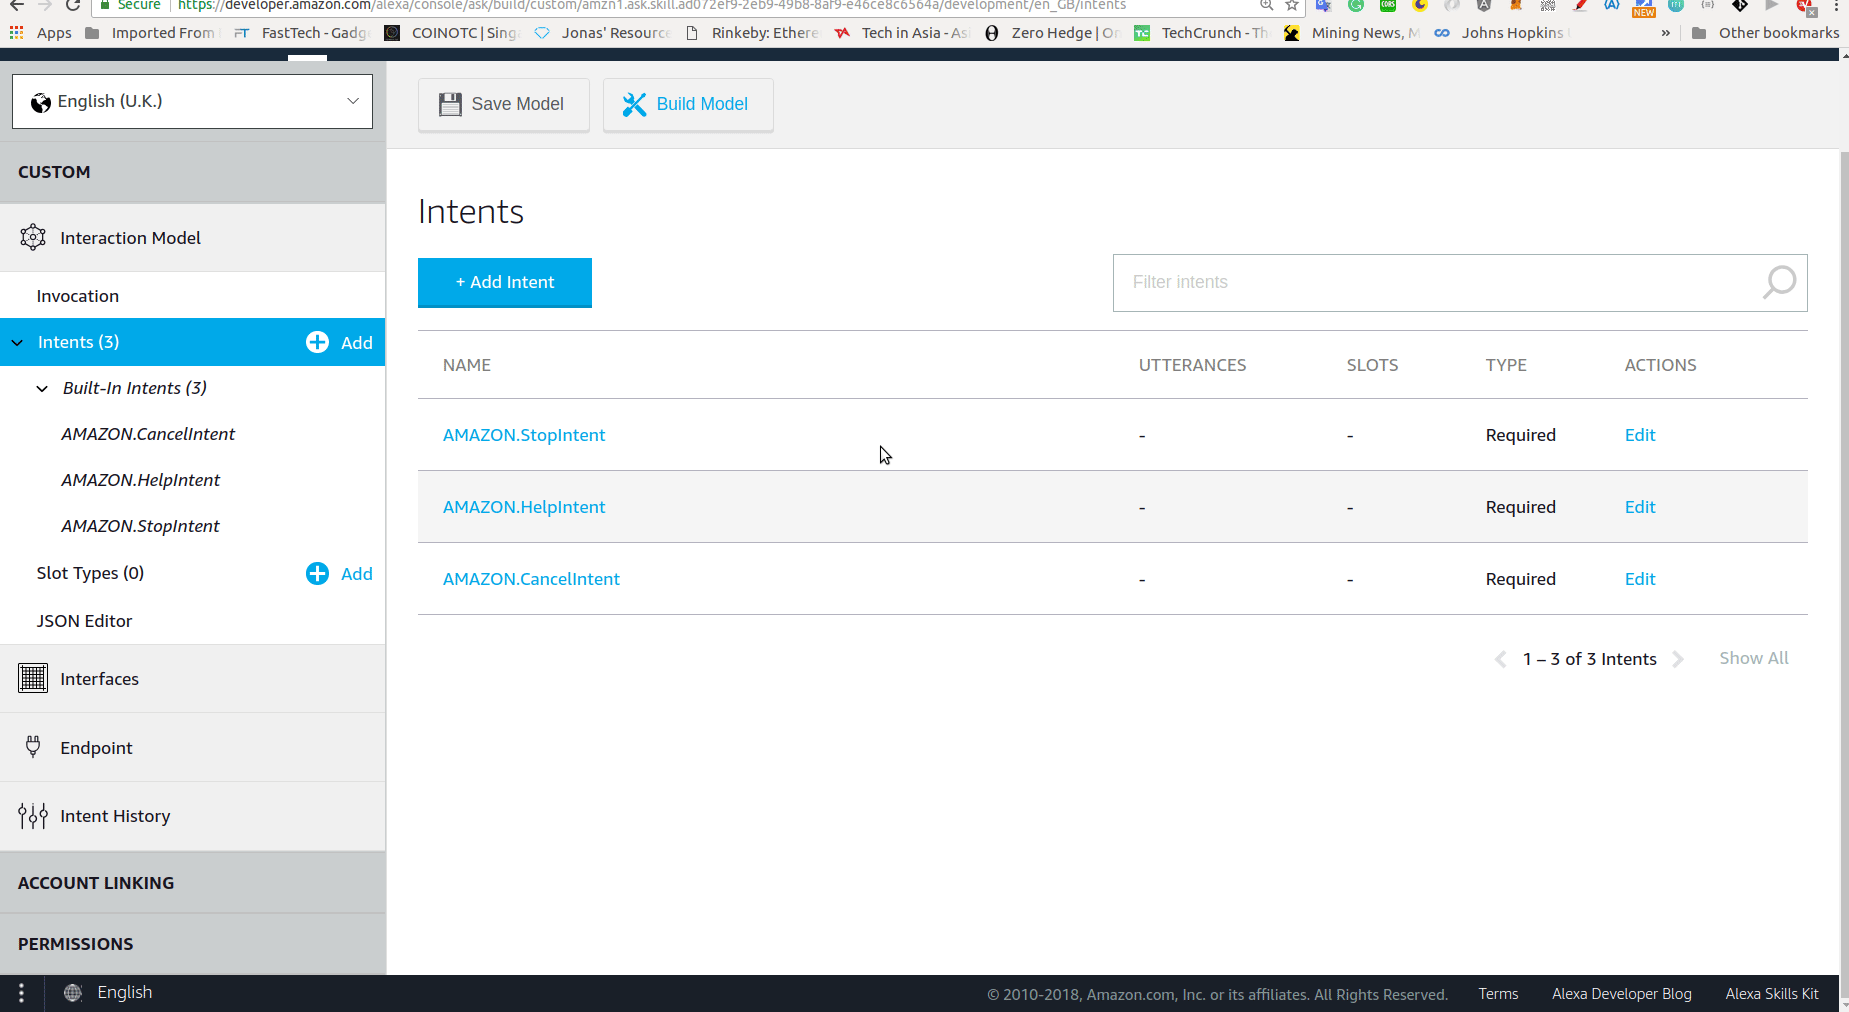 Secure https://developer.amazon.com/alexa/console/ask/build/custom/amzn1.ask.skill.ad072ef9-2eb9-49b8-8af9-e46ce8c6564a/development/en_GB/intents
Apps Imported From FastTech - Gadg COINOTC | Sing Jonas' Resource Rinkeby: Ethere Tech in Asia - As Zero Hedge | On TechCrunch - Th Mining News, M Johns Hopkins » Other bookmarks
English (U.K.)
Save Model
Build Model
CUSTOM
Interaction Model
Invocation
Intents (3) Add
Built-In Intents (3)
AMAZON.CancelIntent
AMAZON.HelpIntent
AMAZON.StopIntent
Slot Types (0) Add
JSON Editor
Interfaces
Endpoint
Intent History
ACCOUNT LINKING
PERMISSIONS
Intents
+ Add Intent
Filter intents
NAME UTTERANCES SLOTS TYPE ACTIONS
AMAZON.StopIntent - - Required Edit
AMAZON.HelpIntent - - Required Edit
AMAZON.CancelIntent - - Required Edit
1 – 3 of 3 Intents Show All
English
© 2010-2018, Amazon.com, Inc. or its affiliates. All Rights Reserved. Terms Alexa Developer Blog Alexa Skills Kit